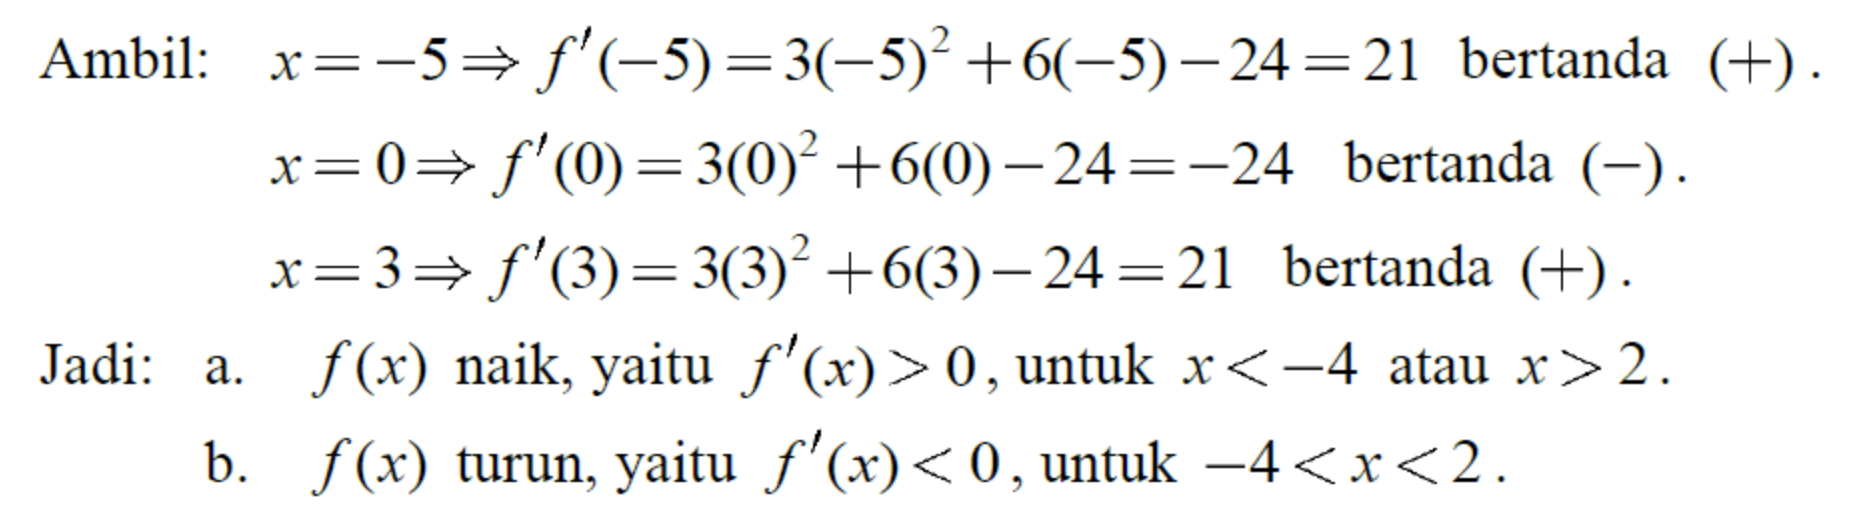 Ambil: x = −5 ⇒ f′(−5) = 3(−5)² + 6(−5) − 24 = 21 bertanda (+).
x = 0 ⇒ f′(0) = 3(0)² + 6(0) − 24 = −24 bertanda (−).
x = 3 ⇒ f′(3) = 3(3)² + 6(3) − 24 = 21 bertanda (+).
Jadi: a. f(x) naik, yaitu f′(x) > 0, untuk x < −4 atau x > 2.
b. f(x) turun, yaitu f′(x) < 0, untuk −4 < x < 2.